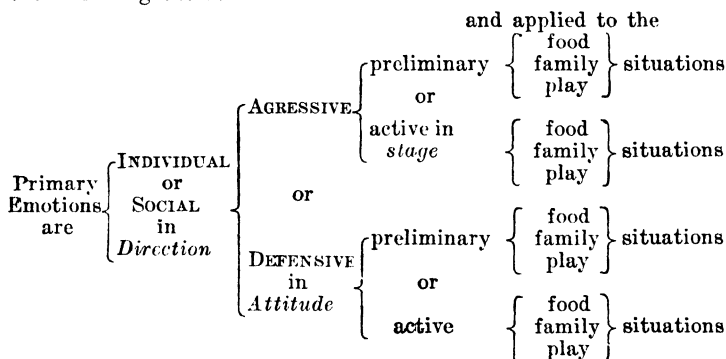 and applied to the
food
preliminary family situations
play
or
AGRESSIVE
active in food
stage family situations
play
INDIVIDUAL
Primary or
Emotions SOCIAL or
are in
Direction
food
preliminary family situations
play
DEFENSIVE
in or
Attitude
food
active family situations
play